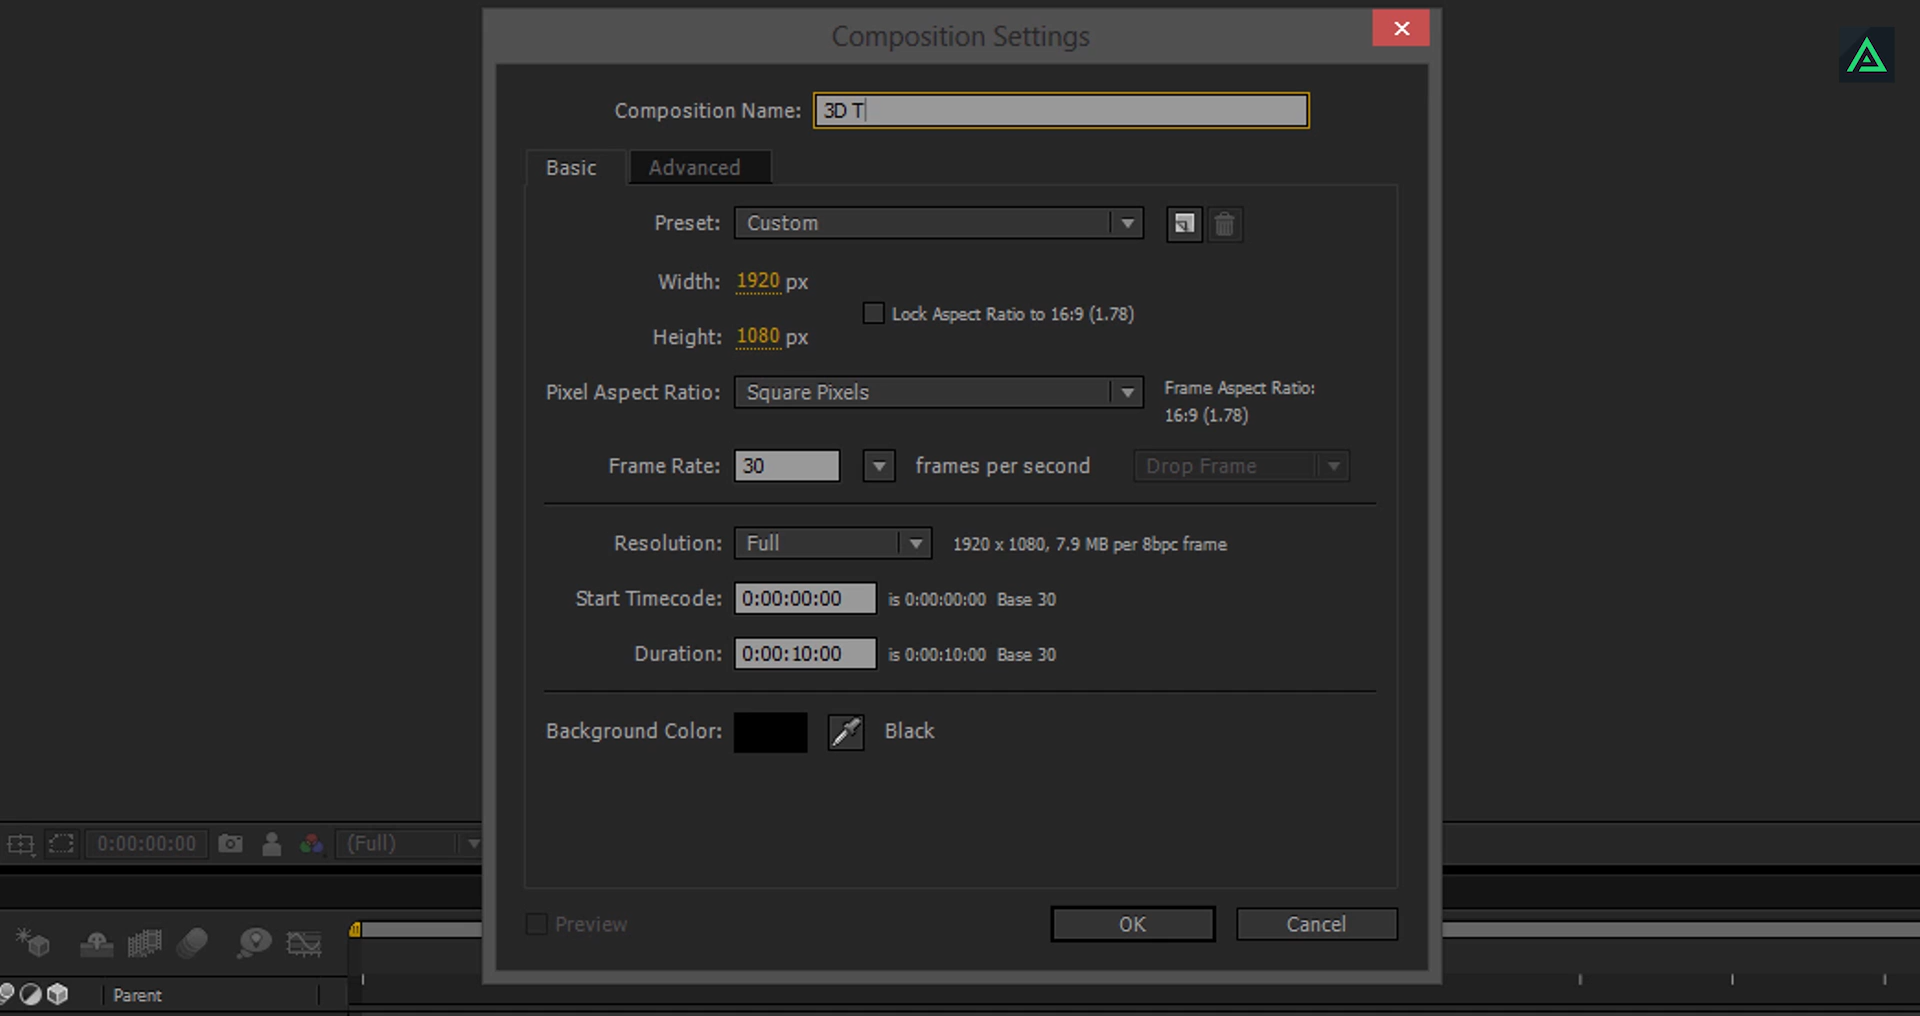 Composition Settings
Composition Name: 3D T
Basic Advanced
Preset: Custom
Width: 1920 px
Lock Aspect Ratio to 16:9 (1.78)
Height: 1080 px
Pixel Aspect Ratio: Square Pixels
Frame Aspect Ratio:
16:9 (1.78)
Frame Rate: 30 frames per second Drop Frame
Resolution: Full 1920 x 1080, 7.9 MB per 8bpc frame
Start Timecode: 0:00:00:00 is 0:00:00:00 Base 30
Duration: 0:00:10:00 is 0:00:10:00 Base 30
Background Color: Black
0:00:00:00 (Full)
Preview OK Cancel
Parent